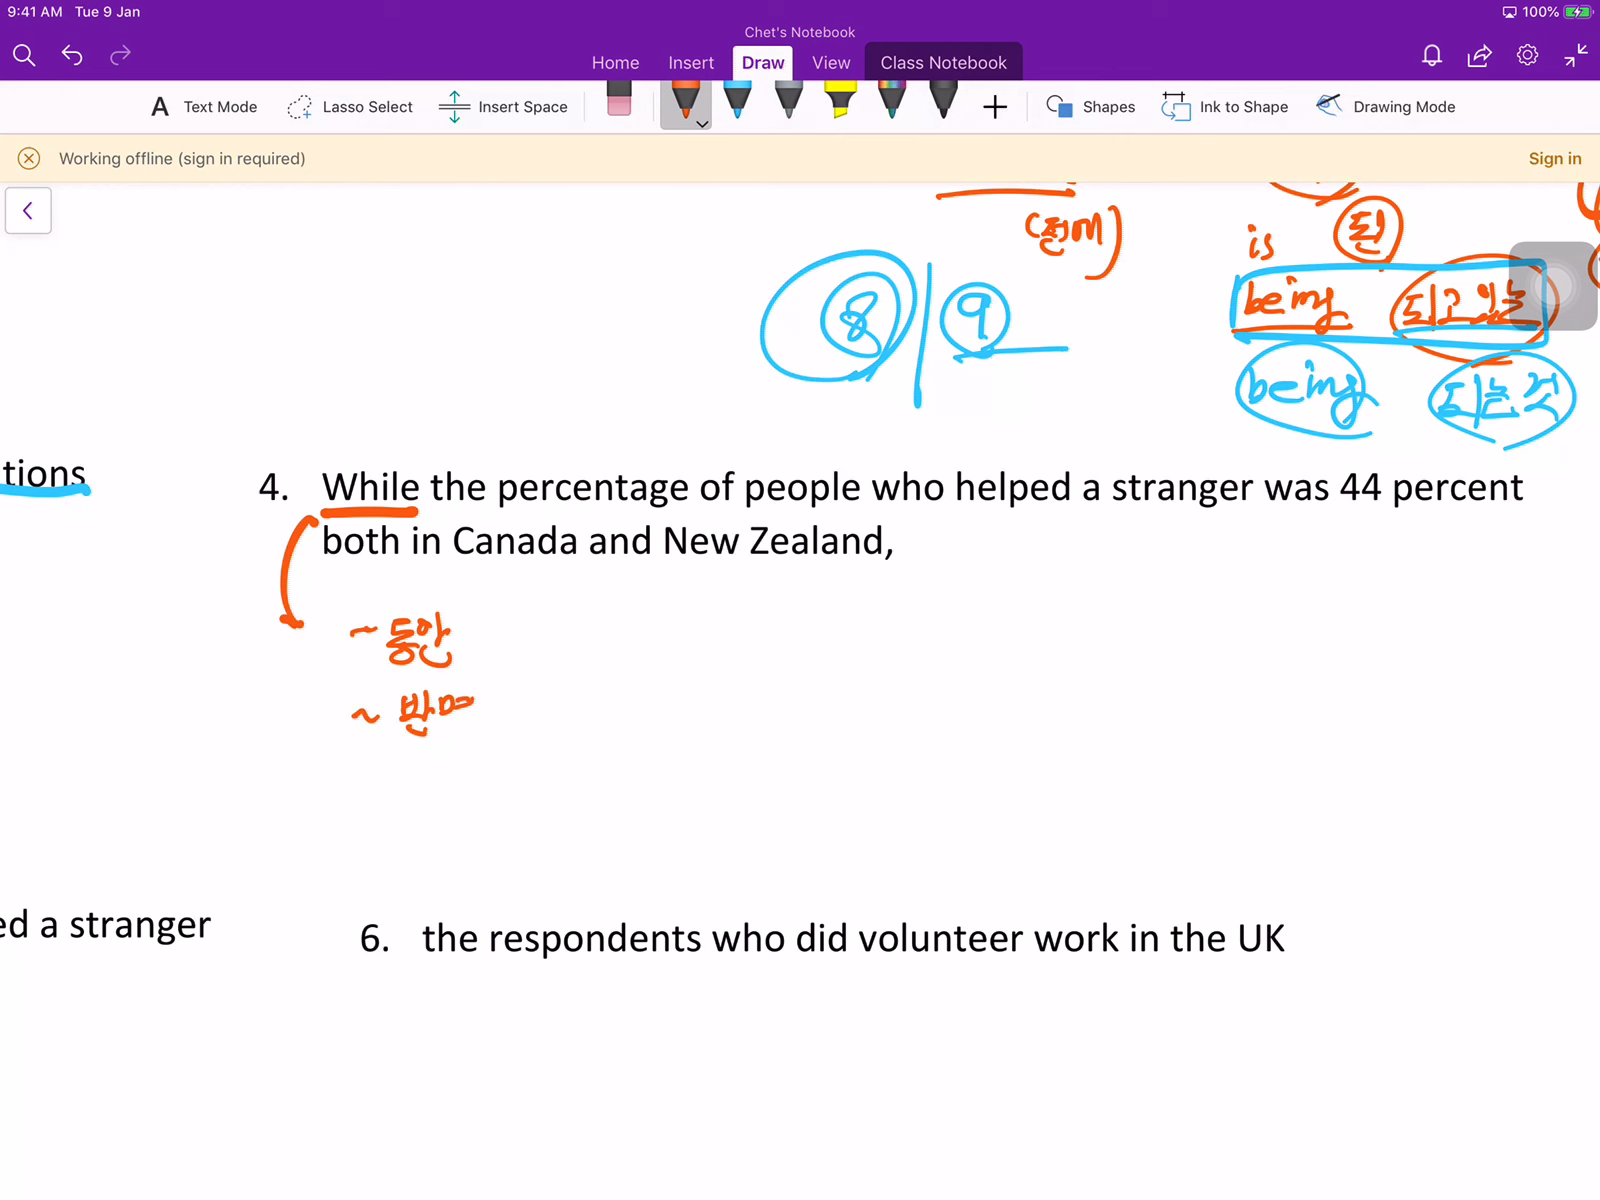 9:41 AM Tue 9 Jan
100%
Chet's Notebook
Home Insert Draw View Class Notebook
A Text Mode Lasso Select Insert Space Shapes Ink to Shape Drawing Mode
Working offline (sign in required) Sign in
is 된
8 9 being 되고 있는
being 되는 것
tions
4. While the percentage of people who helped a stranger was 44 percent
both in Canada and New Zealand,
~ 동안
~ 반면
ed a stranger
6. the respondents who did volunteer work in the UK